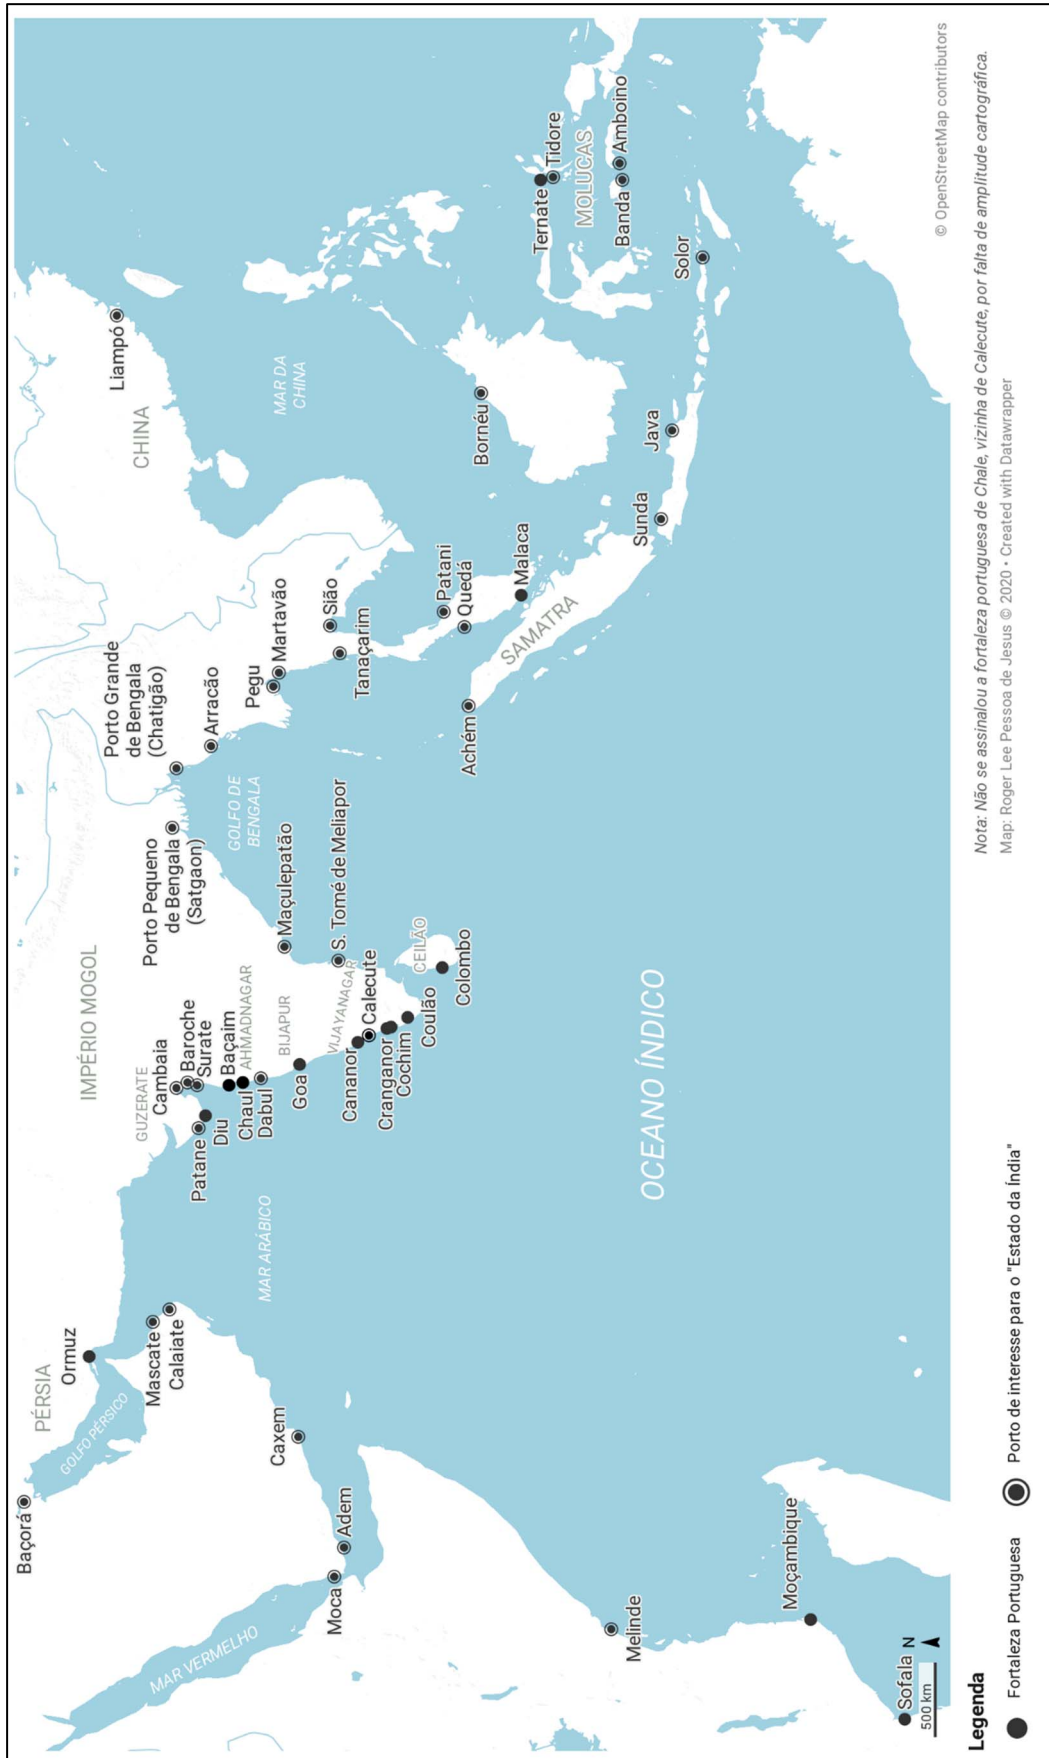 Baçorá
PÉRSIA
Ormuz
GOLFO PÉRSICO
Mascate
Calaiate
Caxem
Adem
Moca
MAR VERMELHO
MAR ARÁBICO
Melinde
Moçambique
Sofala
N
500 km
IMPÉRIO MOGOL
GUZERATE
Cambaia
Baroche
Surate
Patane
Diu
Baçaim
Chaul
AHMADNAGAR
Dabul
BIJAPUR
Goa
VIJAYANAGAR
Cananor
Calecute
Cranganor
Cochim
Coulão
CEILÃO
Colombo
S. Tomé de Meliapor
Maçulepatão
Porto Pequeno
de Bengala
(Satgaon)
Porto Grande
de Bengala
(Chatigão)
GOLFO DE
BENGALA
Arracão
Pegu
Martavão
Sião
Tanaçarim
Patani
Quedá
Malaca
Achém
SAMATRA
OCEANO ÍNDICO
CHINA
Liampó
MAR DA
CHINA
Bornéu
Sunda
Java
Solor
Ternate
Tidore
MOLUCAS
Banda
Amboino
© OpenStreetMap contributors
Legenda
Fortaleza Portuguesa
Porto de interesse para o "Estado da Índia"
Nota: Não se assinalou a fortaleza portuguesa de Chale, vizinha de Calecute, por falta de amplitude cartográfica.
Map: Roger Lee Pessoa de Jesus © 2020 • Created with Datawrapper